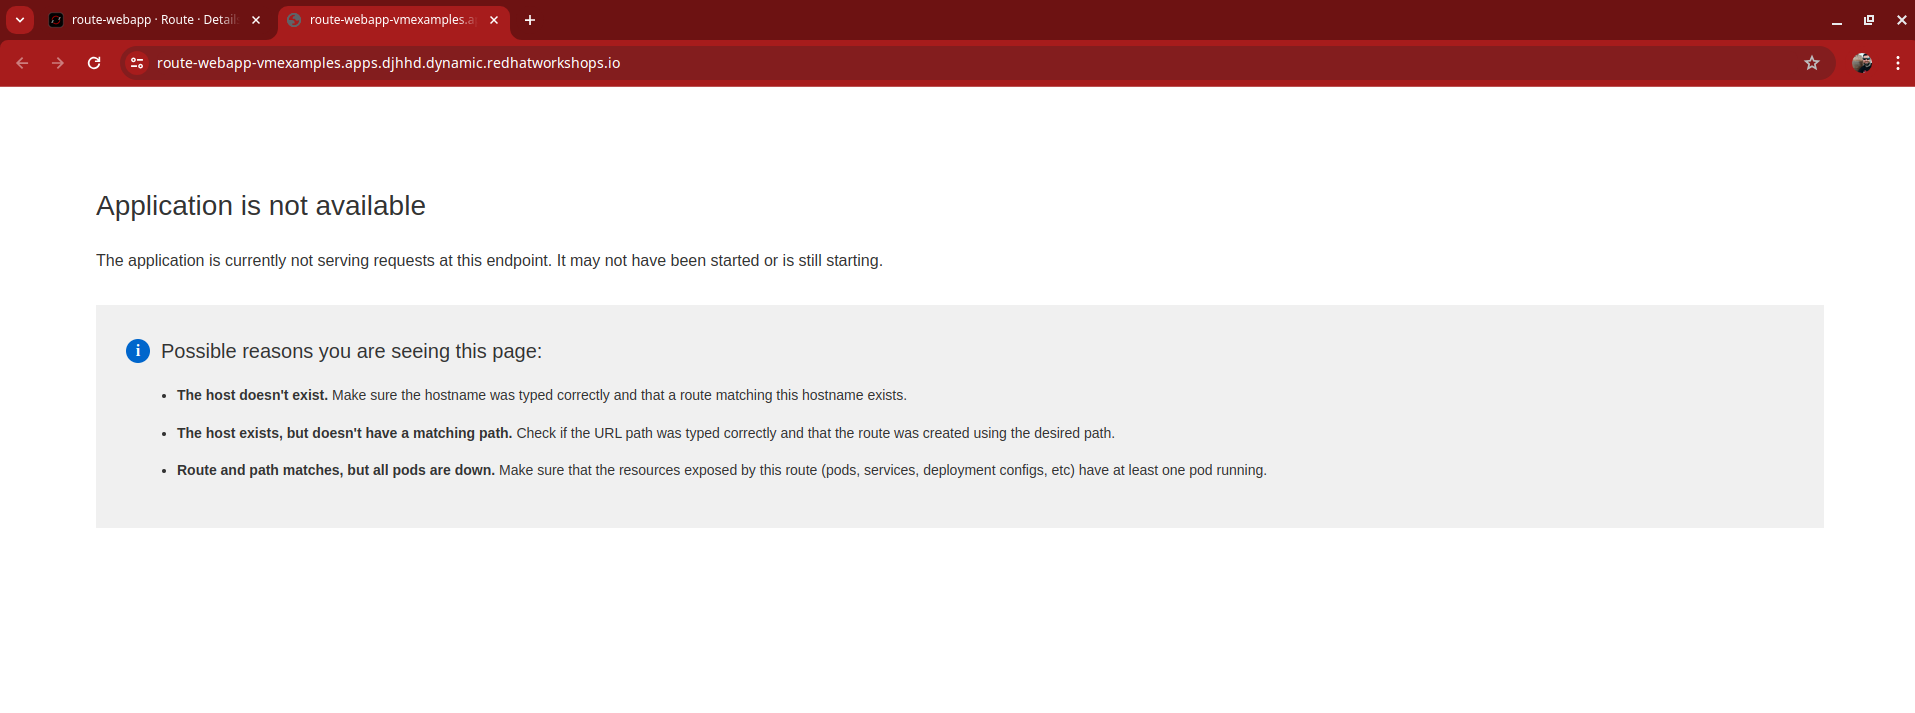 route-webapp · Route · Details
route-webapp-vmexamples.a
route-webapp-vmexamples.apps.djhhd.dynamic.redhatworkshops.io
Application is not available
The application is currently not serving requests at this endpoint. It may not have been started or is still starting.
i
Possible reasons you are seeing this page:
• The host doesn't exist. Make sure the hostname was typed correctly and that a route matching this hostname exists.
• The host exists, but doesn't have a matching path. Check if the URL path was typed correctly and that the route was created using the desired path.
• Route and path matches, but all pods are down. Make sure that the resources exposed by this route (pods, services, deployment configs, etc) have at least one pod running.